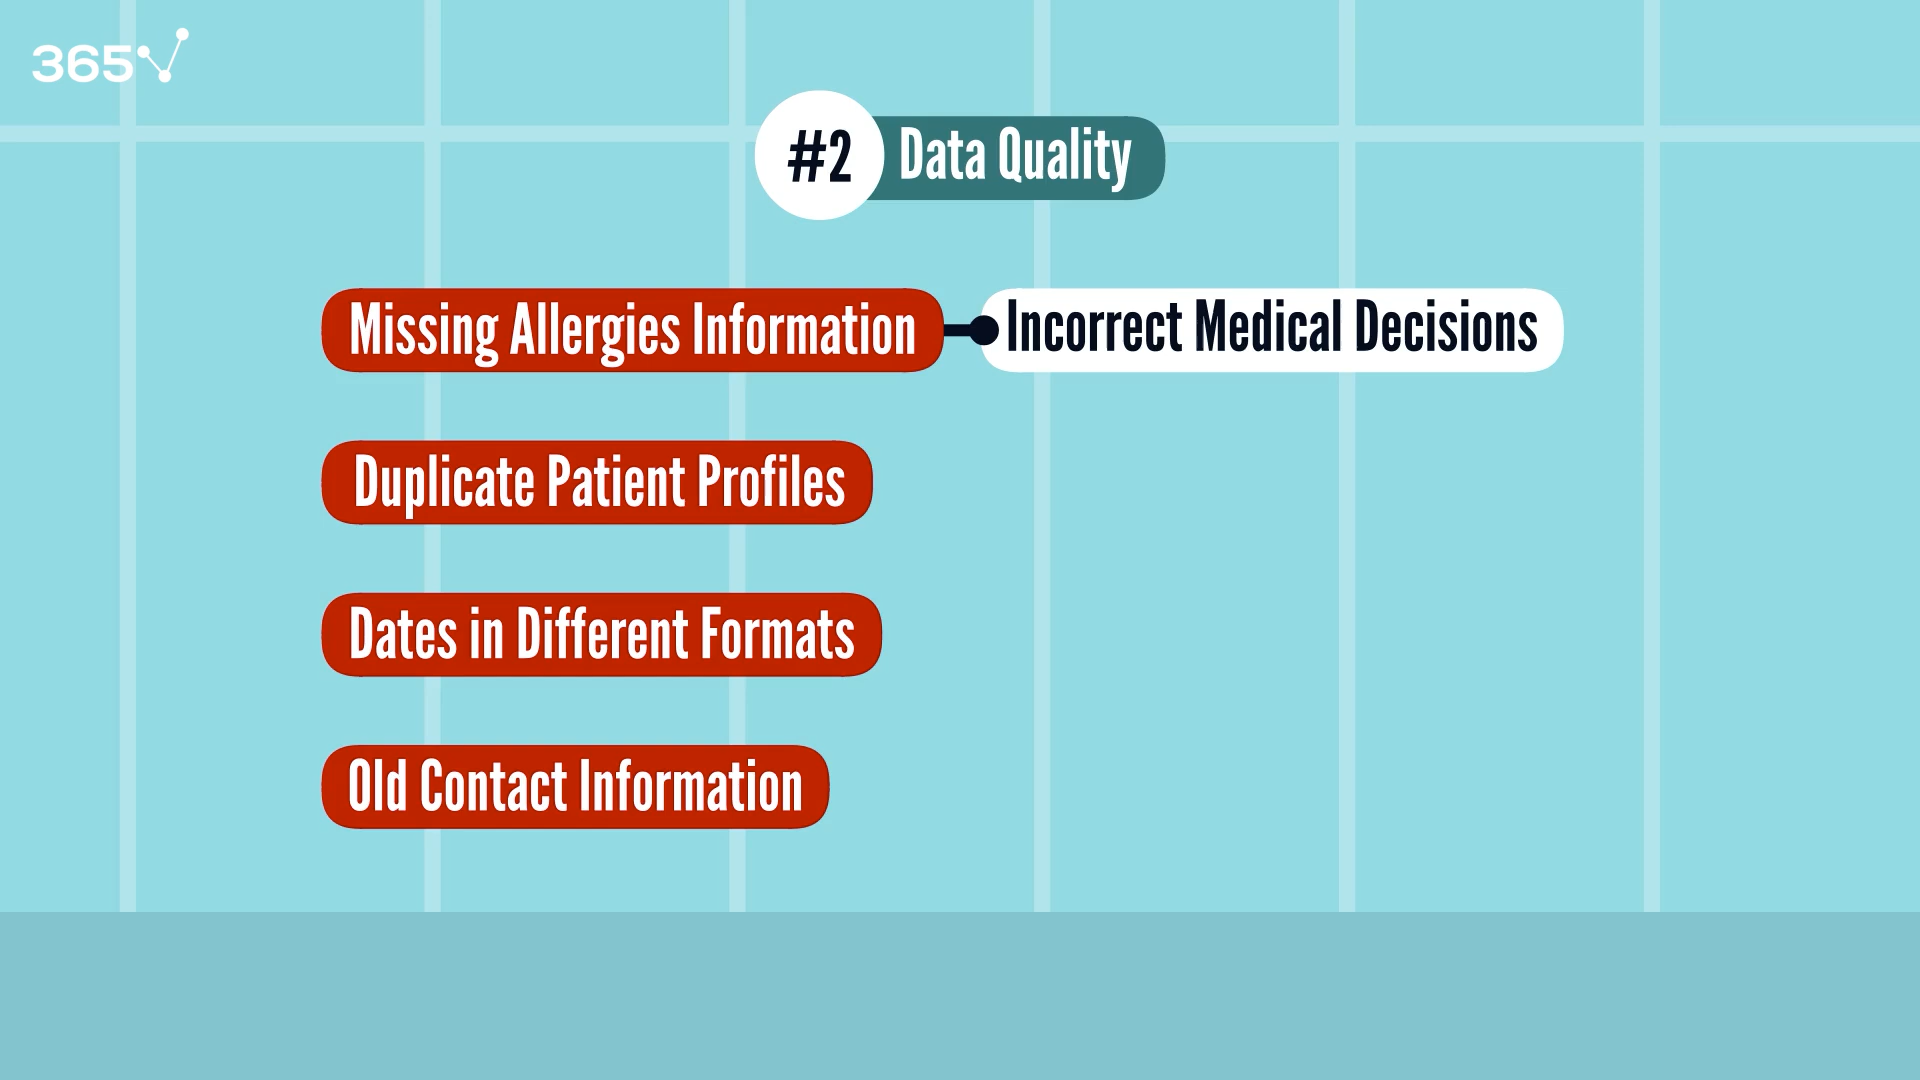 365
#2 Data Quality
Missing Allergies Information Incorrect Medical Decisions
Duplicate Patient Profiles
Dates in Different Formats
Old Contact Information